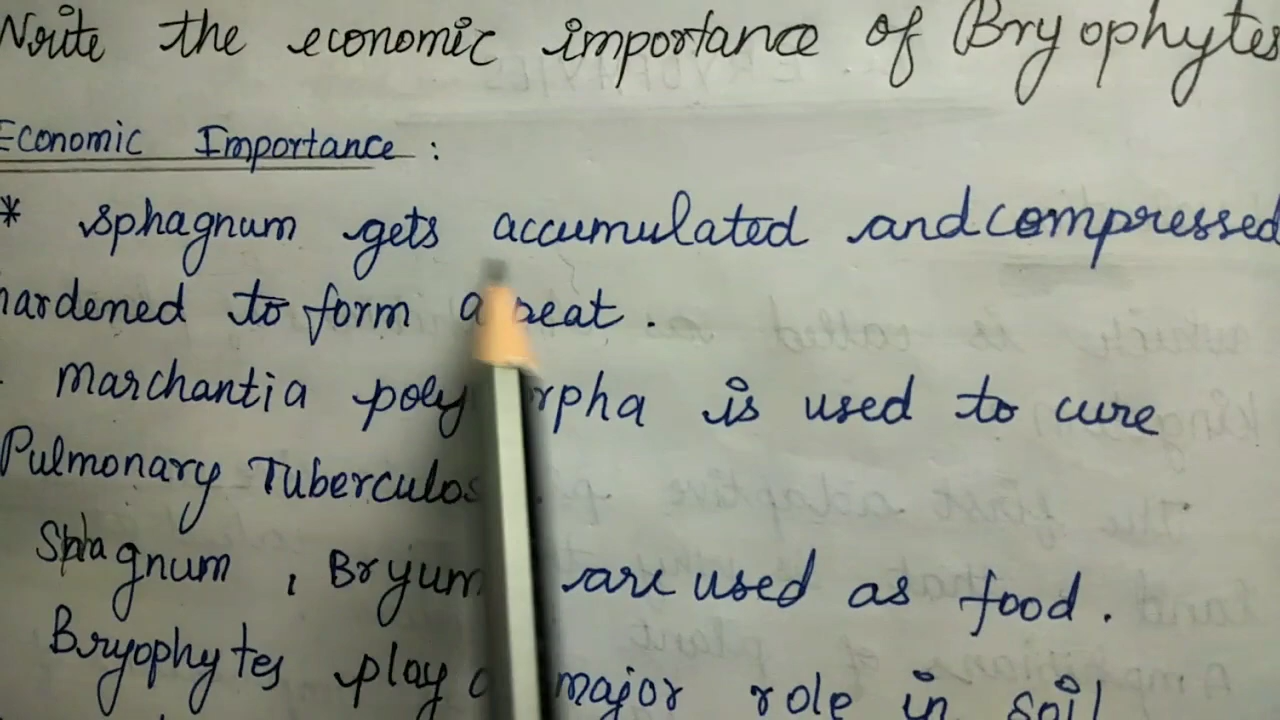 Write the economic importance of Bryophytes
Economic Importance :
* Sphagnum gets accumulated and compressed
hardened to form a peat .
Marchantia poly rpha is used to cure
Pulmonary Tuberculos
Sphagnum , Bryum are used as food .
Bryophytes play a major role in soil